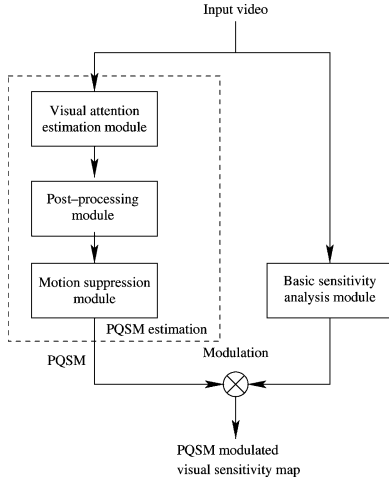 Input video
Visual attention
estimation module
Post–processing
module
Motion suppression
module
Basic sensitivity
analysis module
PQSM estimation
PQSM
Modulation
PQSM modulated
visual sensitivity map